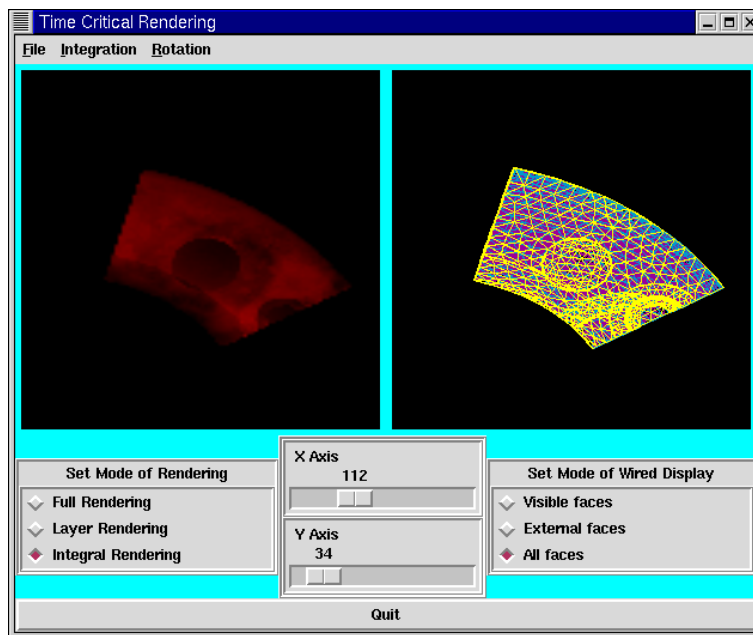 Time Critical Rendering
File Integration Rotation
Set Mode of Rendering
Full Rendering
Layer Rendering
Integral Rendering
X Axis
112
Y Axis
34
Set Mode of Wired Display
Visible faces
External faces
All faces
Quit